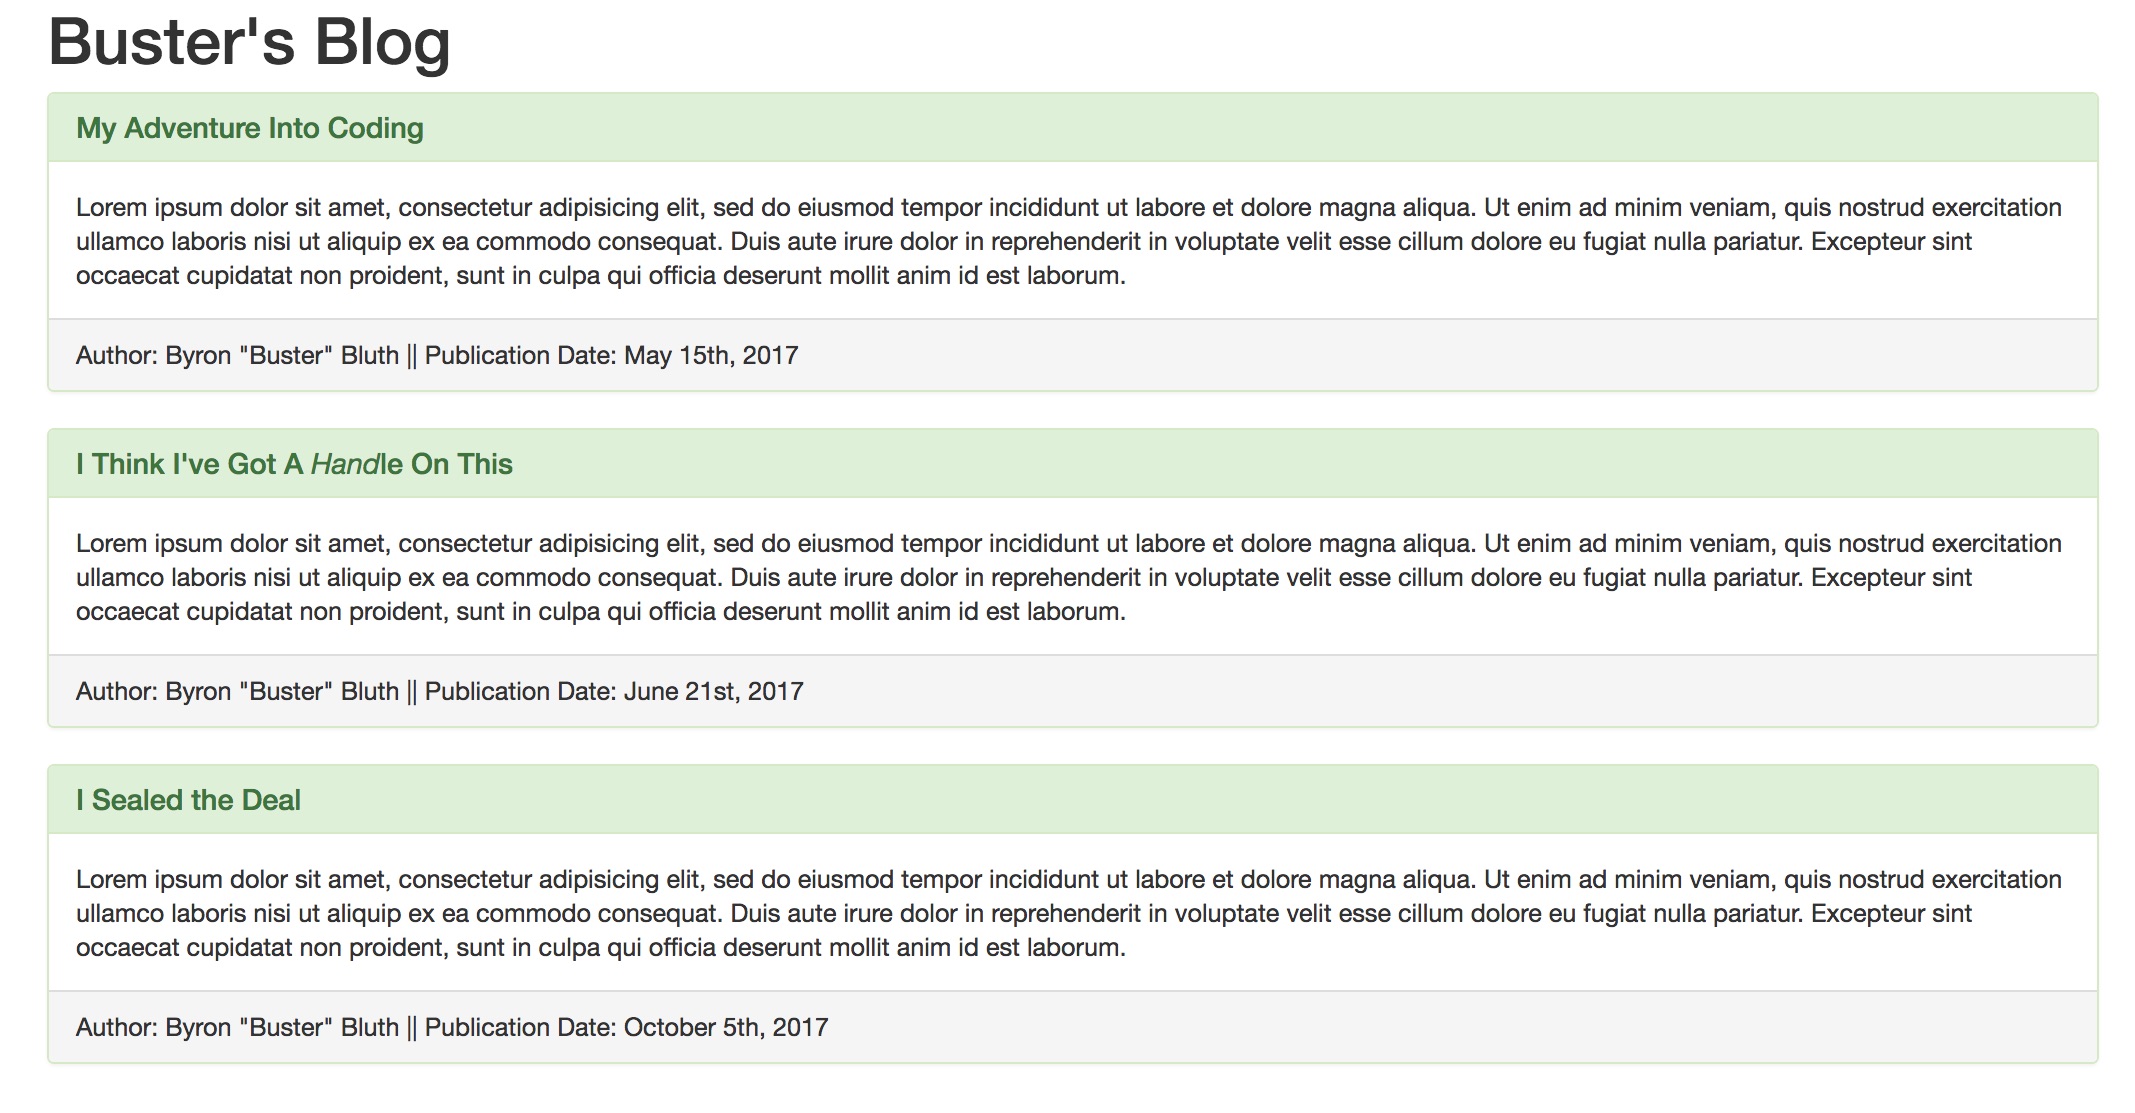 Buster's Blog
My Adventure Into Coding
Lorem ipsum dolor sit amet, consectetur adipisicing elit, sed do eiusmod tempor incididunt ut labore et dolore magna aliqua. Ut enim ad minim veniam, quis nostrud exercitation
ullamco laboris nisi ut aliquip ex ea commodo consequat. Duis aute irure dolor in reprehenderit in voluptate velit esse cillum dolore eu fugiat nulla pariatur. Excepteur sint
occaecat cupidatat non proident, sunt in culpa qui officia deserunt mollit anim id est laborum.
Author: Byron "Buster" Bluth || Publication Date: May 15th, 2017
I Think I've Got A Handle On This
Lorem ipsum dolor sit amet, consectetur adipisicing elit, sed do eiusmod tempor incididunt ut labore et dolore magna aliqua. Ut enim ad minim veniam, quis nostrud exercitation
ullamco laboris nisi ut aliquip ex ea commodo consequat. Duis aute irure dolor in reprehenderit in voluptate velit esse cillum dolore eu fugiat nulla pariatur. Excepteur sint
occaecat cupidatat non proident, sunt in culpa qui officia deserunt mollit anim id est laborum.
Author: Byron "Buster" Bluth || Publication Date: June 21st, 2017
I Sealed the Deal
Lorem ipsum dolor sit amet, consectetur adipisicing elit, sed do eiusmod tempor incididunt ut labore et dolore magna aliqua. Ut enim ad minim veniam, quis nostrud exercitation
ullamco laboris nisi ut aliquip ex ea commodo consequat. Duis aute irure dolor in reprehenderit in voluptate velit esse cillum dolore eu fugiat nulla pariatur. Excepteur sint
occaecat cupidatat non proident, sunt in culpa qui officia deserunt mollit anim id est laborum.
Author: Byron "Buster" Bluth || Publication Date: October 5th, 2017